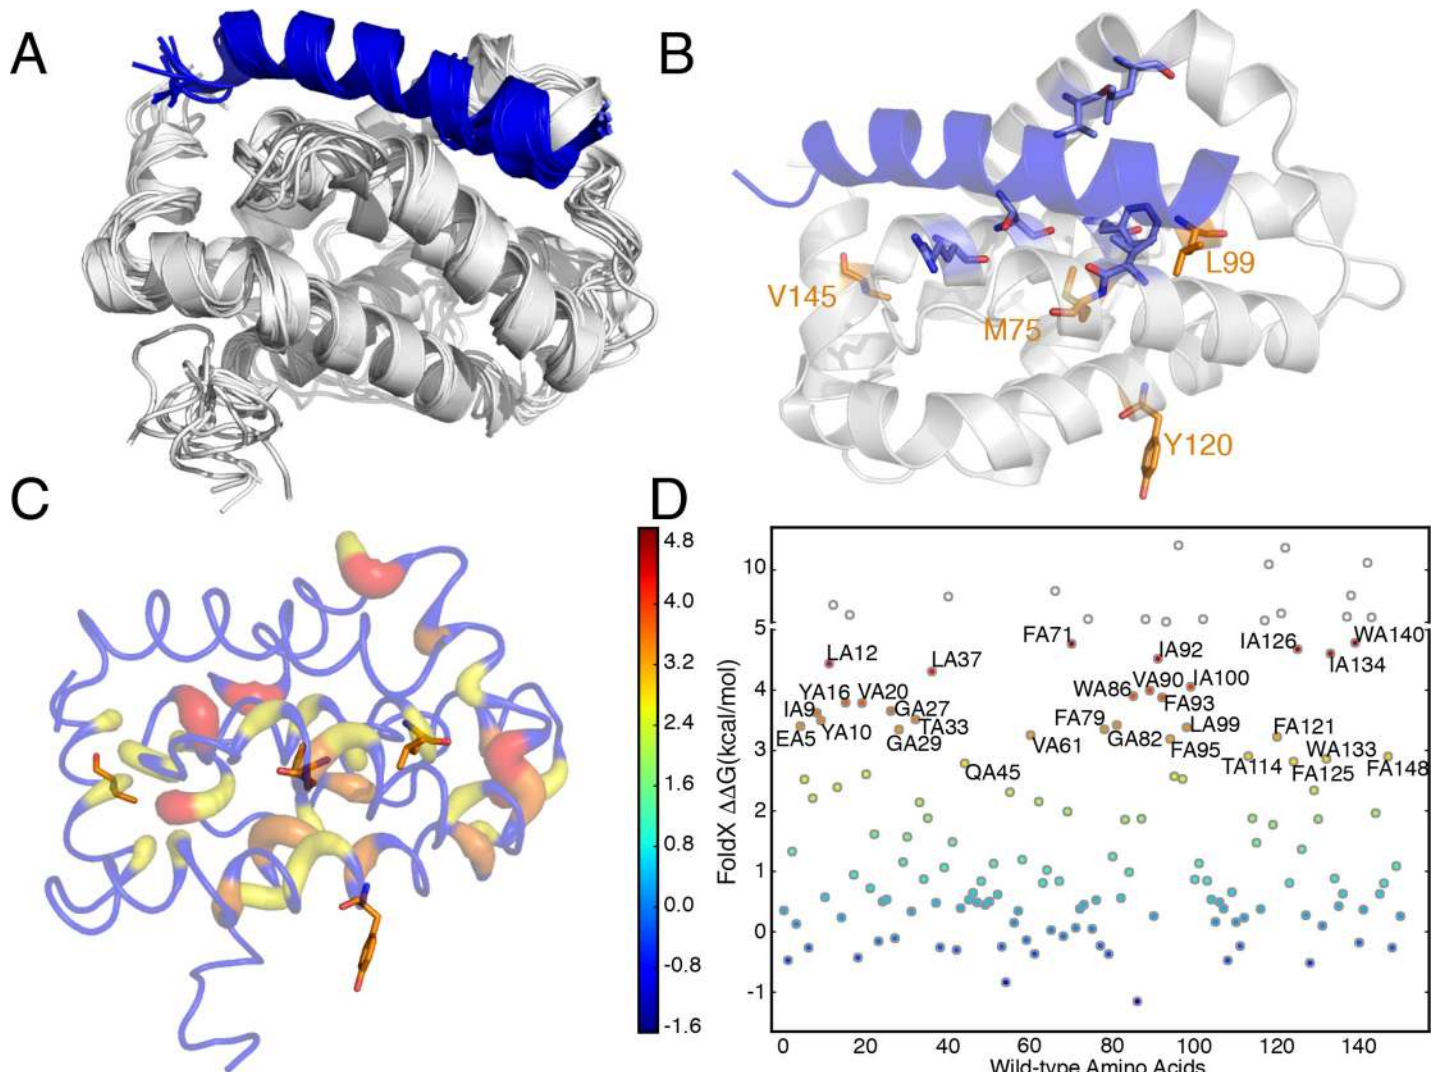 A
B
L99
V145
M75
Y120
C
D
4.8
4.0
3.2
2.4
1.6
0.8
0.0
-0.8
-1.6
FoldX ΔΔG(kcal/mol)
10
5
4
3
2
1
0
-1
FA71
IA126
WA140
LA12
LA37
IA92
IA134
YA16
VA20
WA86
VA90
IA100
IA9
GA27
FA93
EA5
YA10
TA33
FA79
LA99
FA121
GA29
VA61
GA82
FA95
WA133
QA45
TA114
FA125
FA148
0
20
40
60
80
100
120
140
Wild-type Amino Acids